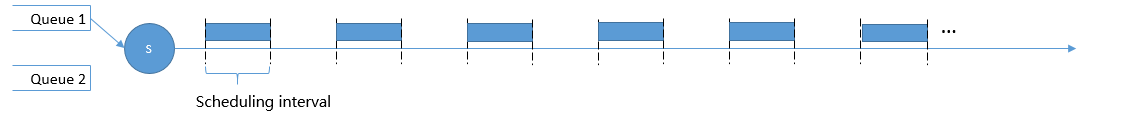 Queue 1
S
...
Queue 2
Scheduling interval